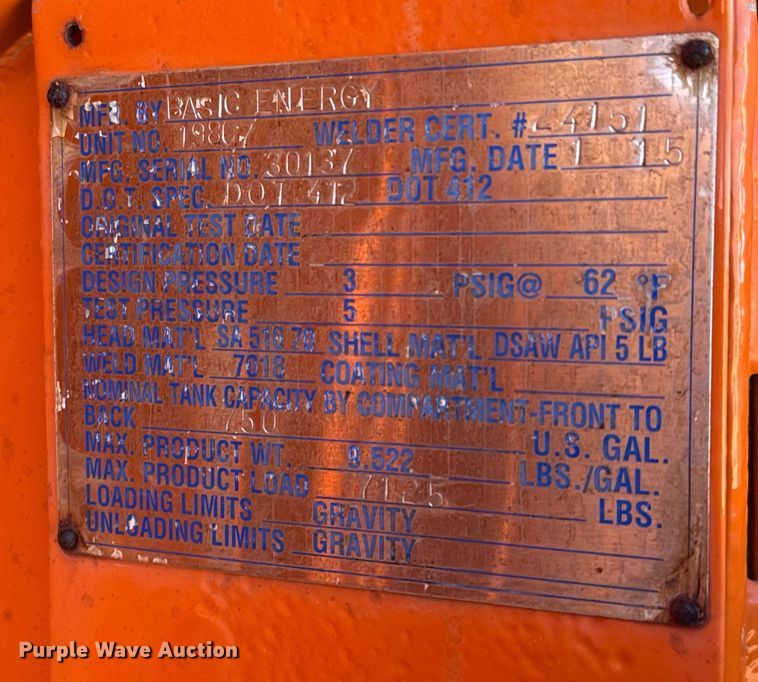 MFR. BY BASIC ENERGY
UNIT NO. 19807 WELDER CERT. # 4151
MFG. SERIAL NO. 30137 MFG. DATE 1 15
D.O.T. SPEC. DOT 412 DOT 412
ORIGINAL TEST DATE
CERTIFICATION DATE
DESIGN PRESSURE 3 PSIG@ 62 °F
TEST PRESSURE 5 PSIG
HEAD MAT'L SA 516 70 SHELL MAT'L DSAW API 5 LB
WELD MAT'L 7018 COATING MAT'L
NOMINAL TANK CAPACITY BY COMPARTMENT-FRONT TO
BACK 750 U.S. GAL.
MAX. PRODUCT WT. 9.522 LBS./GAL.
MAX. PRODUCT LOAD 7125 LBS.
LOADING LIMITS GRAVITY
UNLOADING LIMITS GRAVITY
Purple Wave Auction